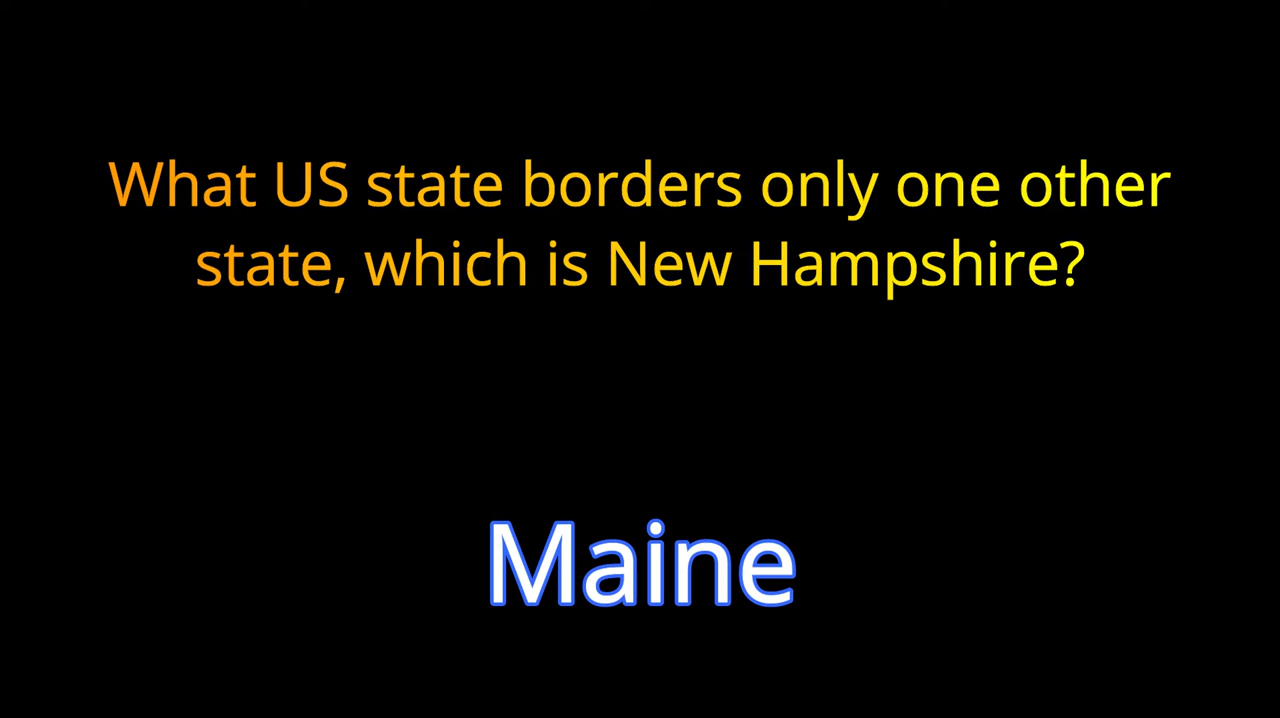 What US state borders only one other
state, which is New Hampshire?
Maine